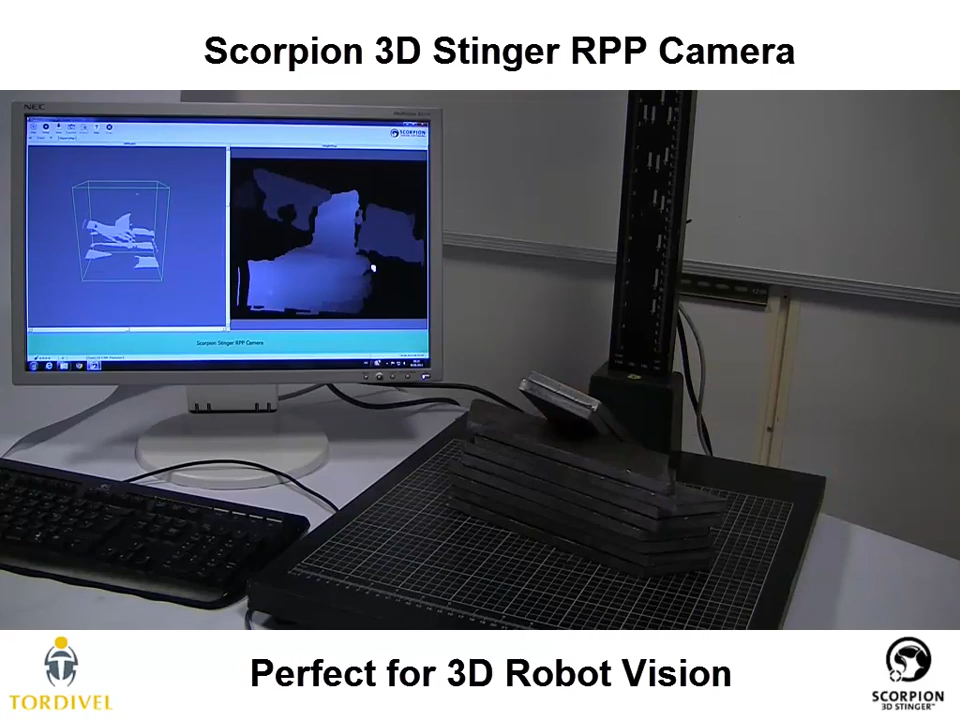 Scorpion 3D Stinger RPP Camera
NEC
SCORPION
Scorpion Stinger RPP Camera
Perfect for 3D Robot Vision
TORDIVEL
SCORPION
3D STINGER™